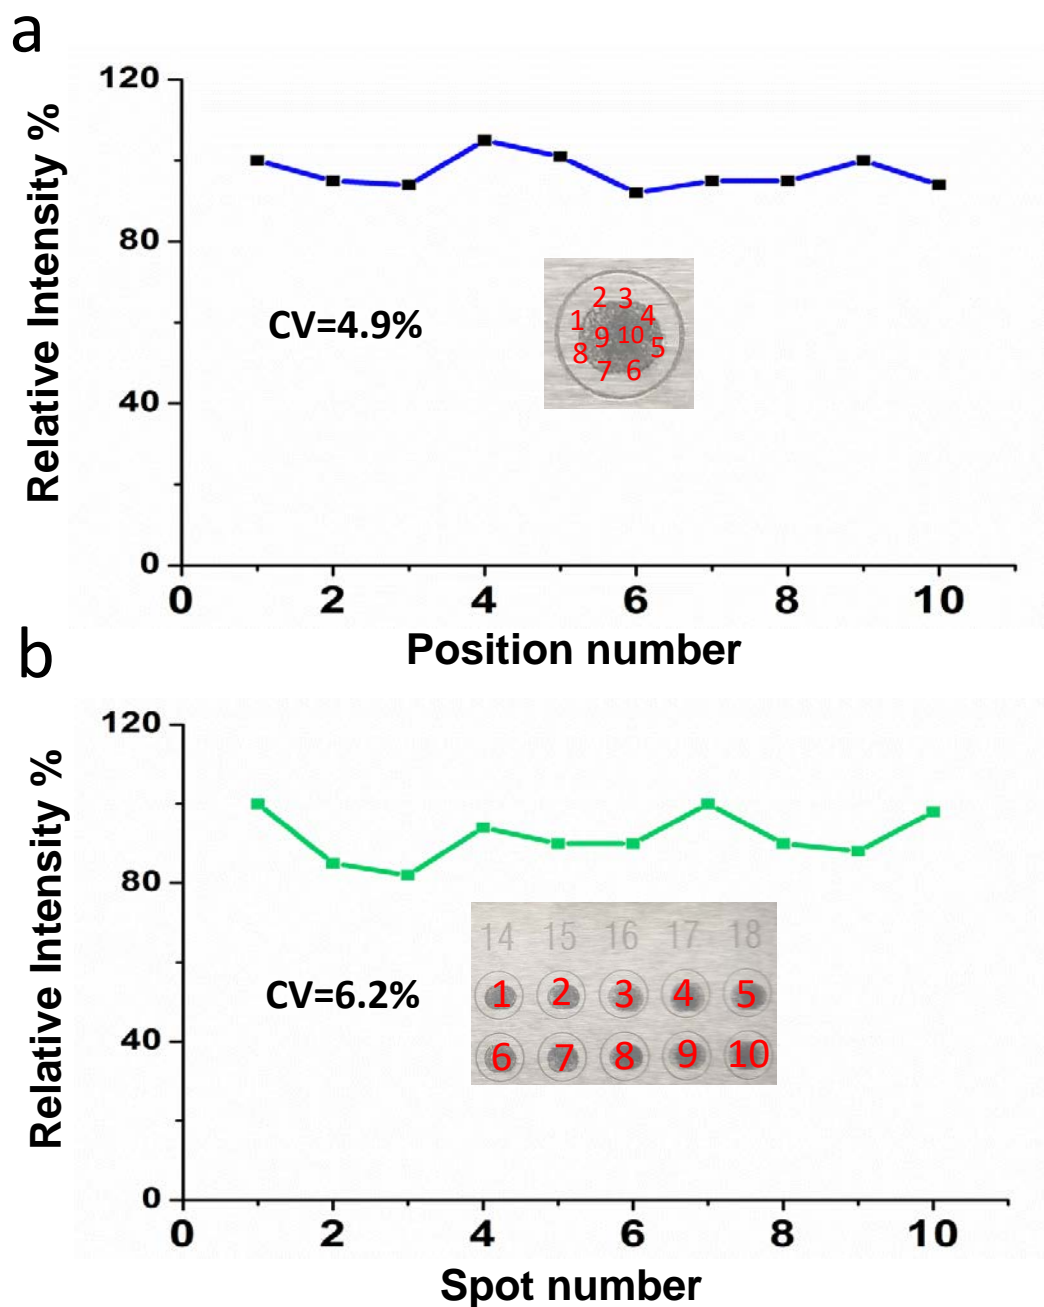 a
Relative Intensity %
120
80
40
0
CV=4.9%
1 2 3 4 5 6 7 8 9 10
0 2 4 6 8 10
Position number
b
Relative Intensity %
120
80
40
0
CV=6.2%
14 15 16 17 18
1 2 3 4 5
6 7 8 9 10
0 2 4 6 8 10
Spot number